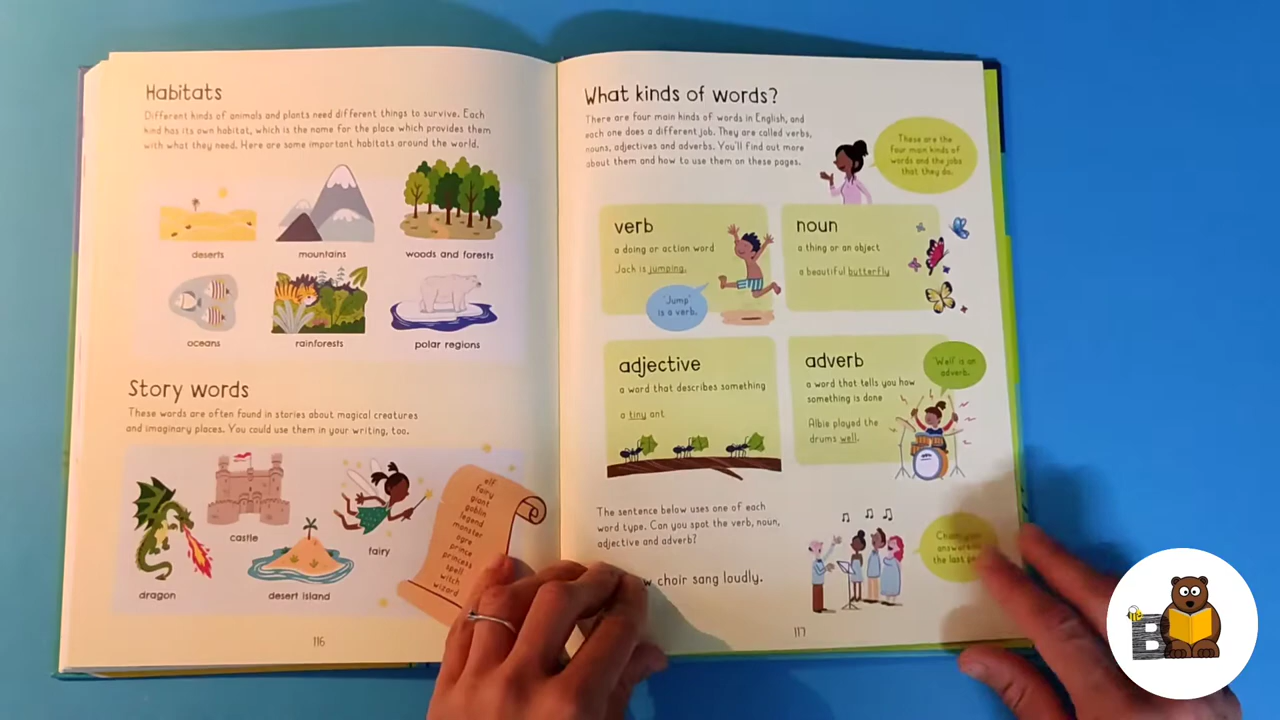 Habitats
Different kinds of animals and plants need different things to survive. Each
kind has its own habitat, which is the name for the place which provides them
with what they need. Here are some important habitats around the world.
deserts
mountains
woods and forests
oceans
rainforests
polar regions
Story words
These words are often found in stories about magical creatures
and imaginary places. You could use them in your writing, too.
dragon
castle
desert island
fairy
elf
fairy
giant
goblin
legend
monster
ogre
prince
princess
spell
witch
wizard
116
What kinds of words?
There are four main kinds of words in English, and
each one does a different job. They are called verbs,
nouns, adjectives and adverbs. You'll find out more
about them and how to use them on these pages.
These are the
four main kinds of
words and the jobs
that they do.
verb
a doing or action word
Jack is jumping.
'Jump'
is a verb.
noun
a thing or an object
a beautiful butterfly
adjective
a word that describes something
a tiny ant
adverb
a word that tells you how
something is done
Albie played the
drums well.
'Well' is an
adverb.
The sentence below uses one of each
word type. Can you spot the verb, noun,
adjective and adverb?
choir sang loudly.
the last
117
B